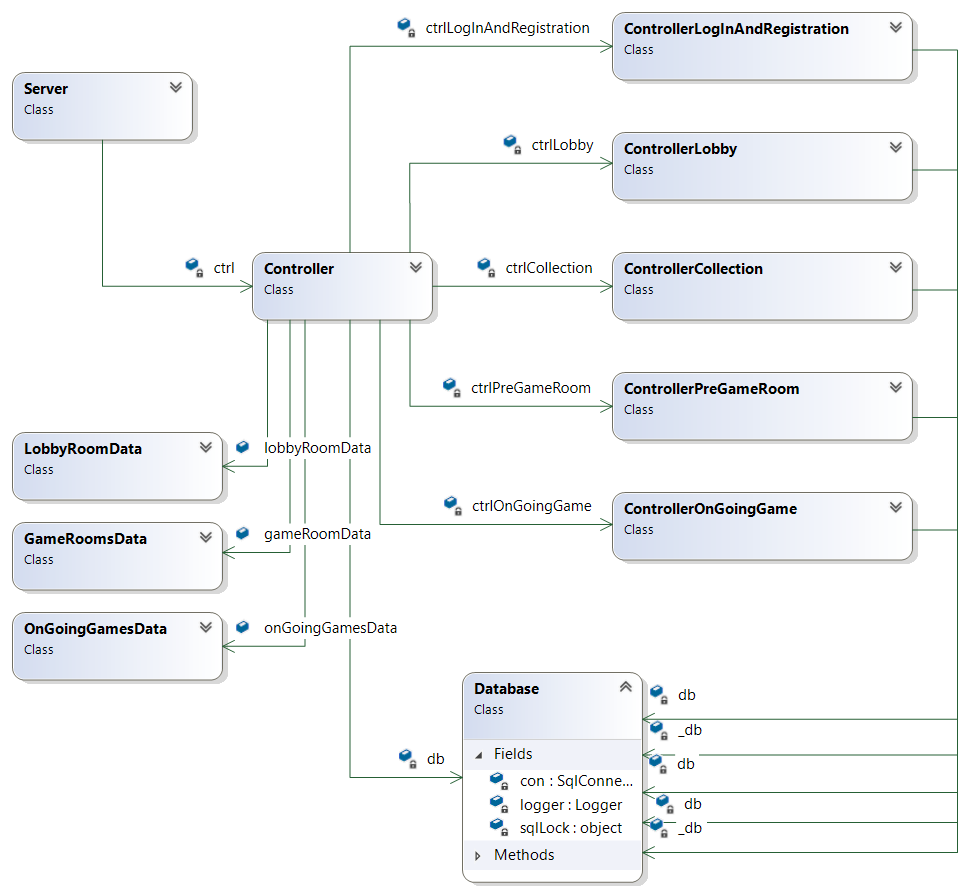 ctrlLogInAndRegistration
ControllerLogInAndRegistration
Class
Server
Class
ctrlLobby
ControllerLobby
Class
ctrl
Controller
Class
ctrlCollection
ControllerCollection
Class
ctrlPreGameRoom
ControllerPreGameRoom
Class
LobbyRoomData
Class
lobbyRoomData
ctrlOnGoingGame
ControllerOnGoingGame
Class
GameRoomsData
Class
gameRoomData
OnGoingGamesData
Class
onGoingGamesData
Database
Class
db
_db
db
Fields
db
con : SqlConne...
logger : Logger
db
sqlLock : object
_db
Methods